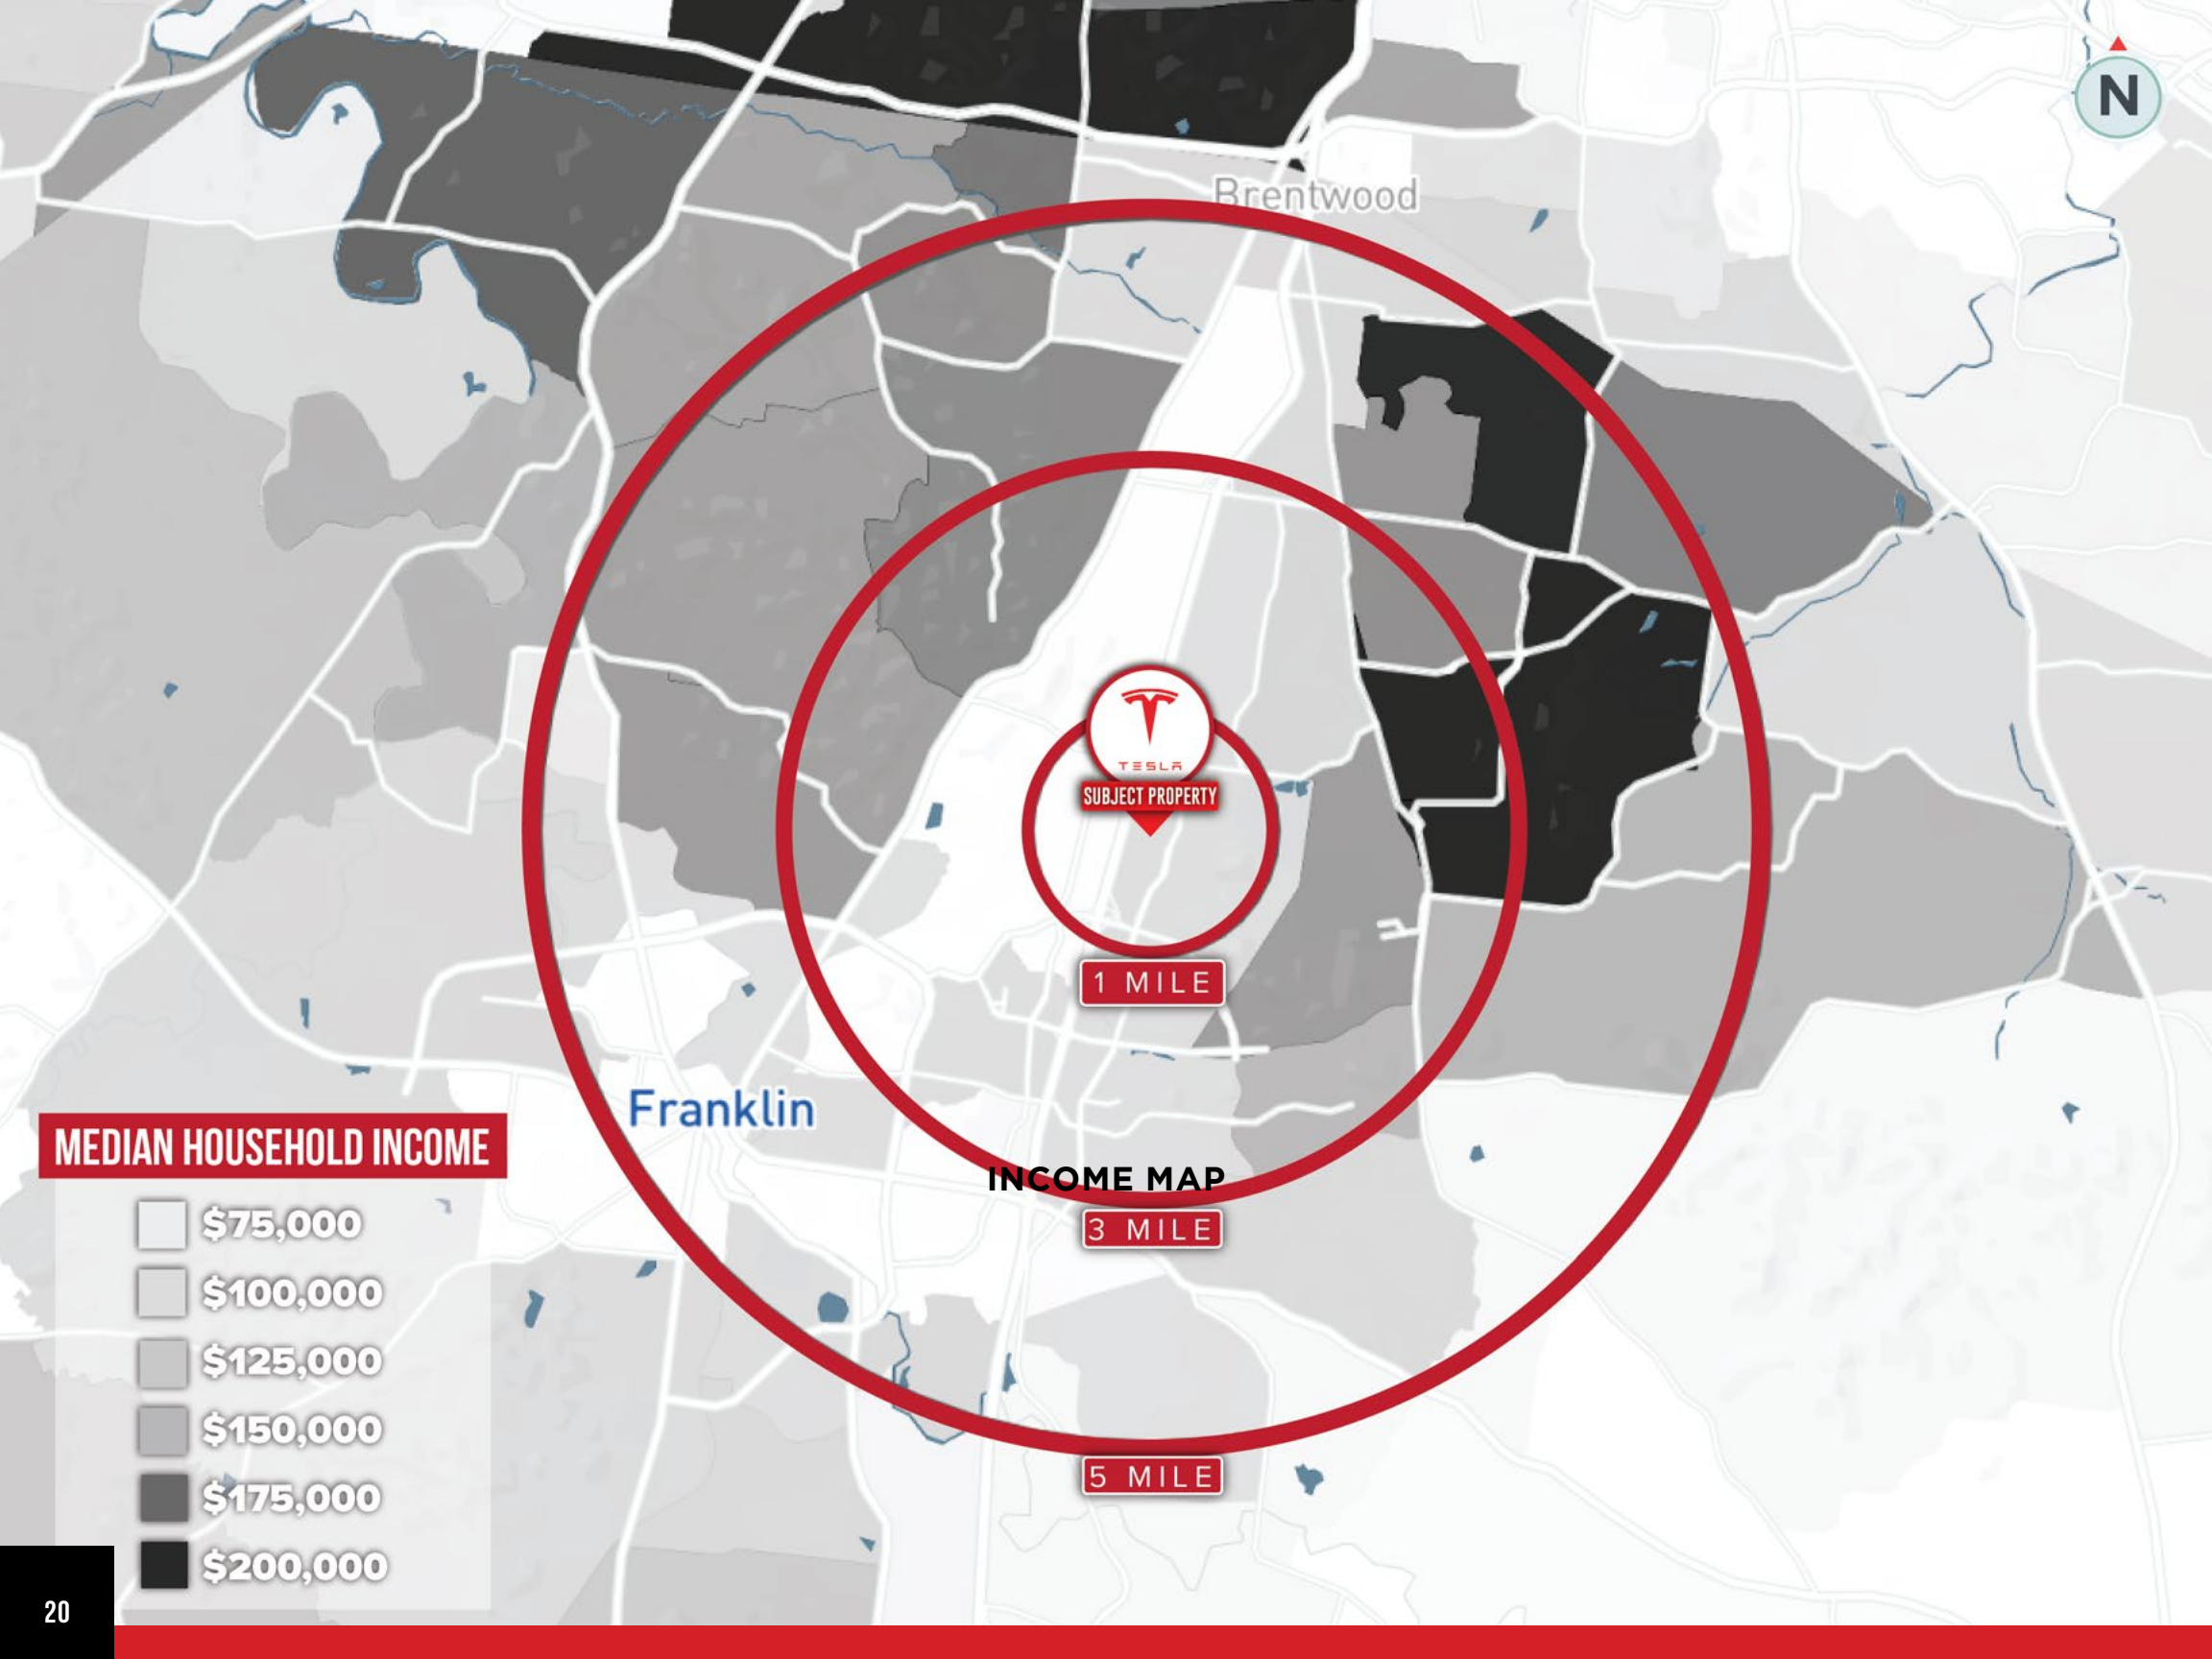 N
Brentwood
TESLA
SUBJECT PROPERTY
1 MILE
Franklin
MEDIAN HOUSEHOLD INCOME
INCOME MAP
3 MILE
$75,000
$100,000
$125,000
$150,000
5 MILE
$175,000
$200,000
20